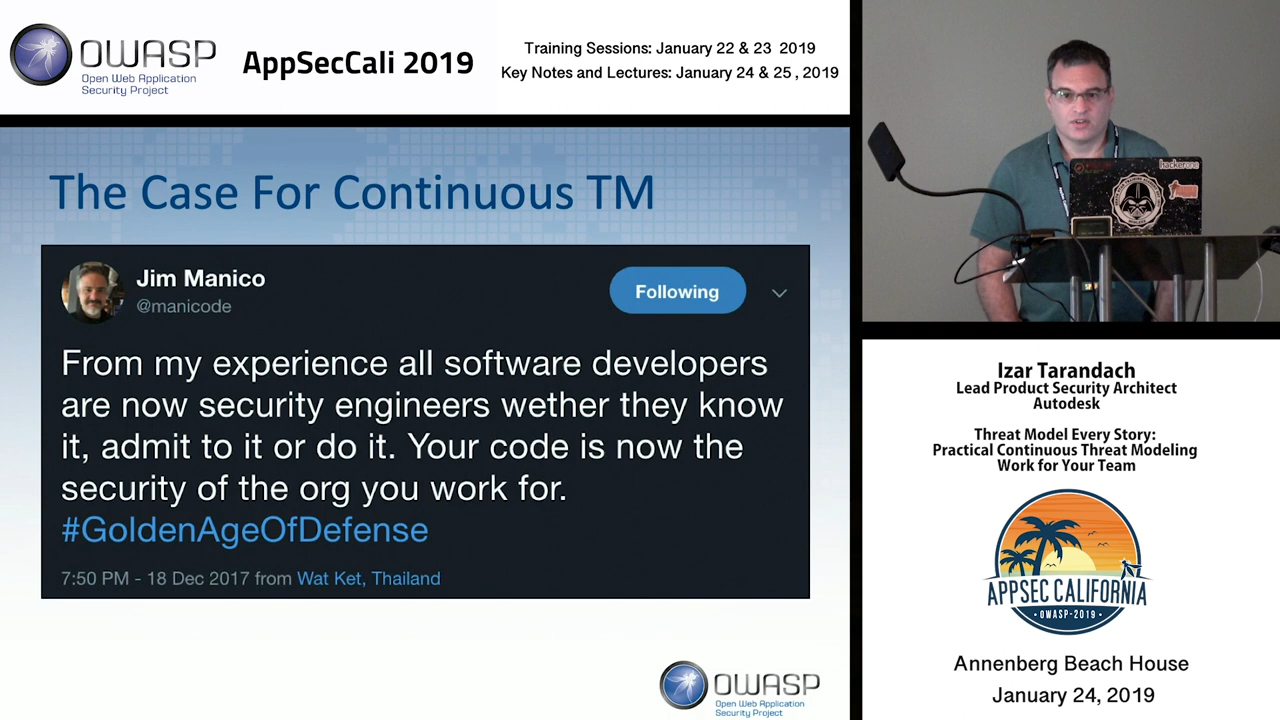 OWASP
Open Web Application
Security Project
AppSecCali 2019
Training Sessions: January 22 & 23 2019
Key Notes and Lectures: January 24 & 25 , 2019
The Case For Continuous TM
Jim Manico
@manicode
Following
From my experience all software developers
are now security engineers wether they know
it, admit to it or do it. Your code is now the
security of the org you work for.
#GoldenAgeOfDefense
7:50 PM - 18 Dec 2017 from Wat Ket, Thailand
OWASP
Open Web Application
Security Project
hackerone
Izar Tarandach
Lead Product Security Architect
Autodesk
Threat Model Every Story:
Practical Continuous Threat Modeling
Work for Your Team
APPSEC CALIFORNIA
·OWASP-2019·
Annenberg Beach House
January 24, 2019